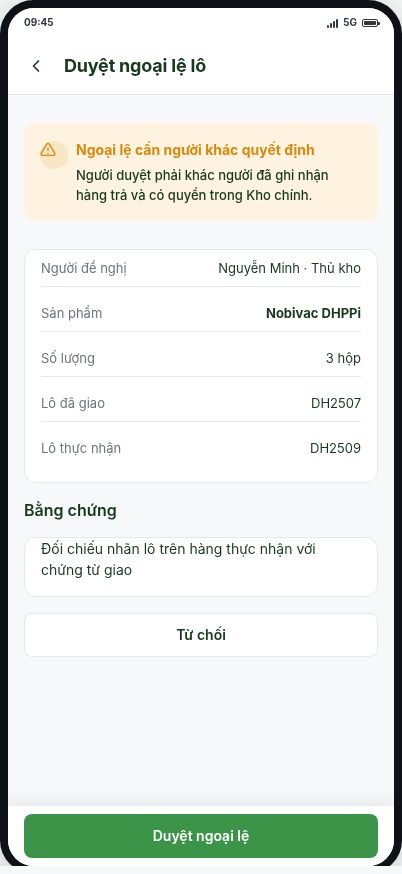 09:45
5G
Duyệt ngoại lệ lô
Ngoại lệ cần người khác quyết định
Người duyệt phải khác người đã ghi nhận
hàng trả và có quyền trong Kho chính.
Người đề nghị
Nguyễn Minh · Thủ kho
Sản phẩm
Nobivac DHPPi
Số lượng
3 hộp
Lô đã giao
DH2507
Lô thực nhận
DH2509
Bằng chứng
Đối chiếu nhãn lô trên hàng thực nhận với
chứng từ giao
Từ chối
Duyệt ngoại lệ